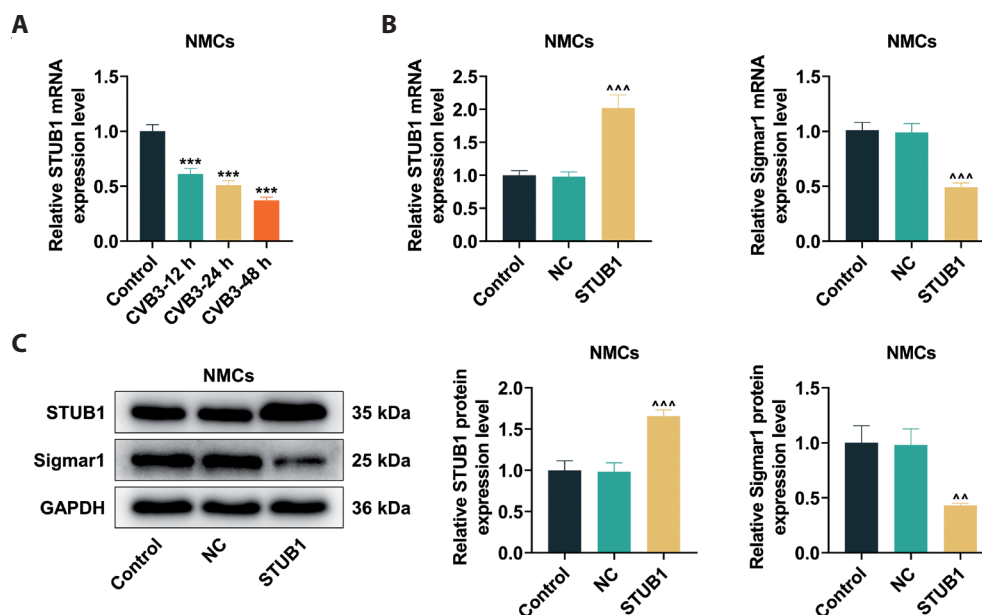 A
NMCs
Relative STUB1 mRNA
expression level
1.5
1.0
0.5
0.0
***
***
***
Control
CVB3-12 h
CVB3-24 h
CVB3-48 h
B
NMCs
Relative STUB1 mRNA
expression level
2.5
2.0
1.5
1.0
0.5
0.0
^^^
Control
NC
STUB1
NMCs
Relative Sigmar1 mRNA
expression level
1.5
1.0
0.5
0.0
^^^
Control
NC
STUB1
C
NMCs
STUB1 35 kDa
Sigmar1 25 kDa
GAPDH 36 kDa
Control
NC
STUB1
NMCs
Relative STUB1 protein
expression level
2.0
1.5
1.0
0.5
0.0
^^^
Control
NC
STUB1
NMCs
Relative Sigmar1 protein
expression level
1.5
1.0
0.5
0.0
^^
Control
NC
STUB1